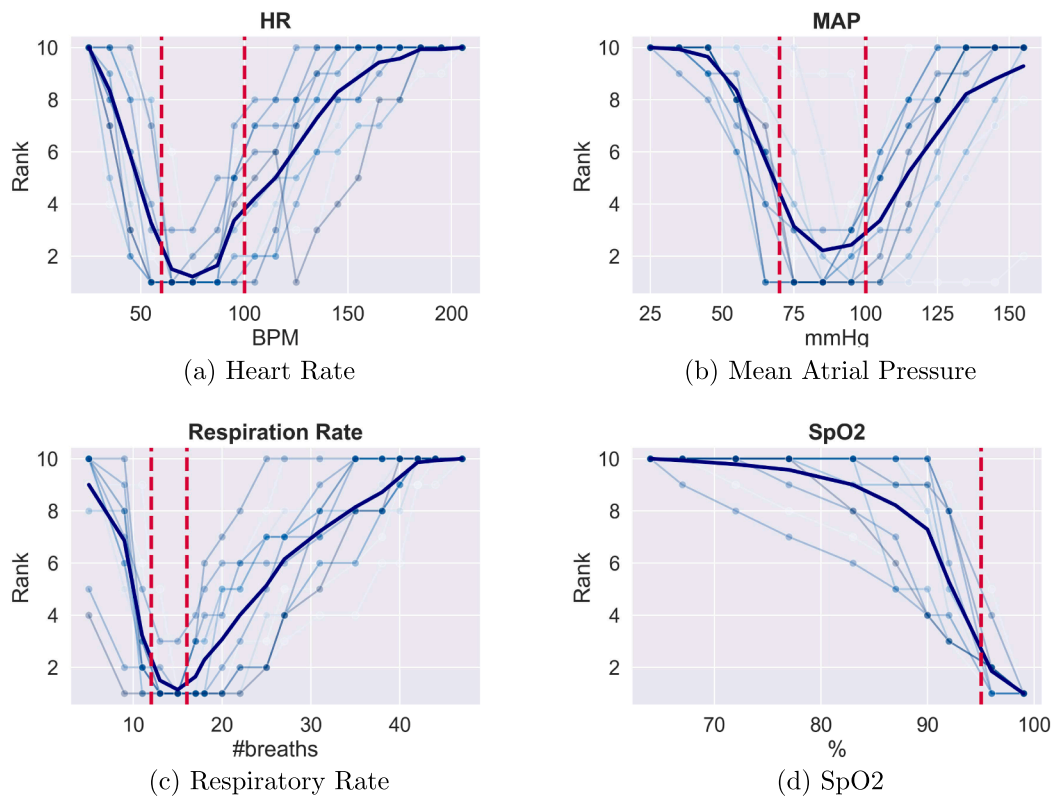 HR
10
8
6
4
2
Rank
50
100
150
200
BPM
(a) Heart Rate
MAP
10
8
6
4
2
Rank
25
50
75
100
125
150
mmHg
(b) Mean Atrial Pressure
Respiration Rate
10
8
6
4
2
Rank
10
20
30
40
#breaths
(c) Respiratory Rate
SpO2
10
8
6
4
2
Rank
70
80
90
100
%
(d) SpO2